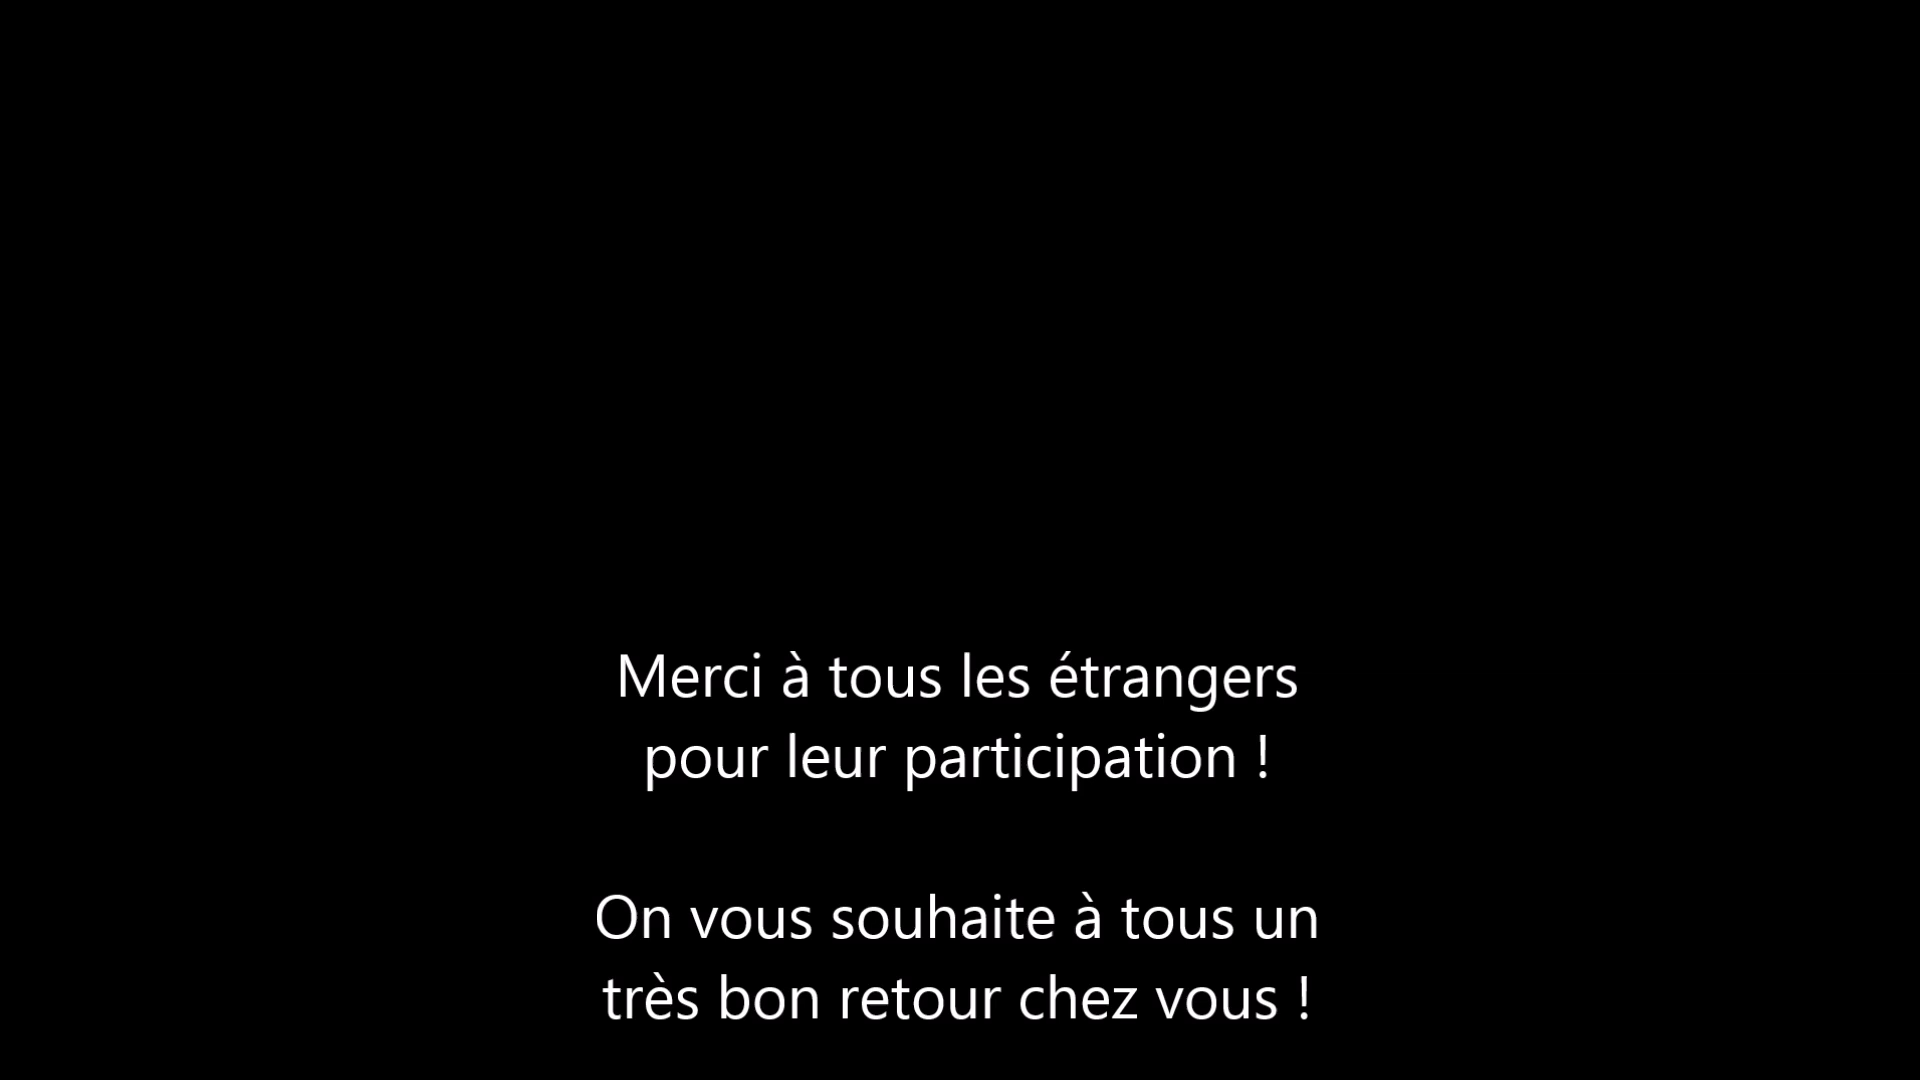 Merci à tous les étrangers
pour leur participation !
On vous souhaite à tous un
très bon retour chez vous !